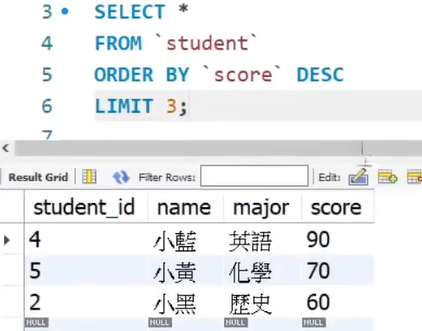 3 SELECT *
4 FROM `student`
5 ORDER BY `score` DESC
6 LIMIT 3;
7
Result Grid Filter Rows: Edit:
student_id name major score
4 小藍 英語 90
5 小黃 化學 70
2 小黑 歷史 60
NULL NULL NULL NULL